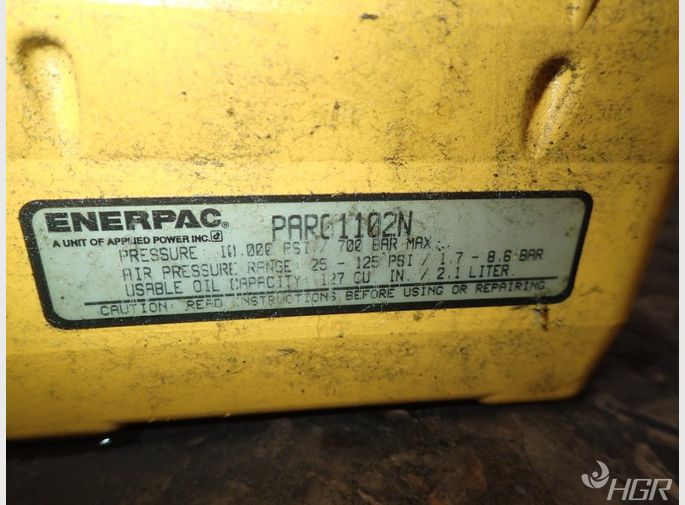 ENERPAC® PARG1102N
A UNIT OF APPLIED POWER INC.
PRESSURE 10,000 PSI / 700 BAR MAX.
AIR PRESSURE RANGE: 25 - 125 PSI / 1.7 - 8.6 BAR
USABLE OIL CAPACITY: 127 CU IN. / 2.1 LITER.
CAUTION: READ INSTRUCTIONS BEFORE USING OR REPAIRING
HGR